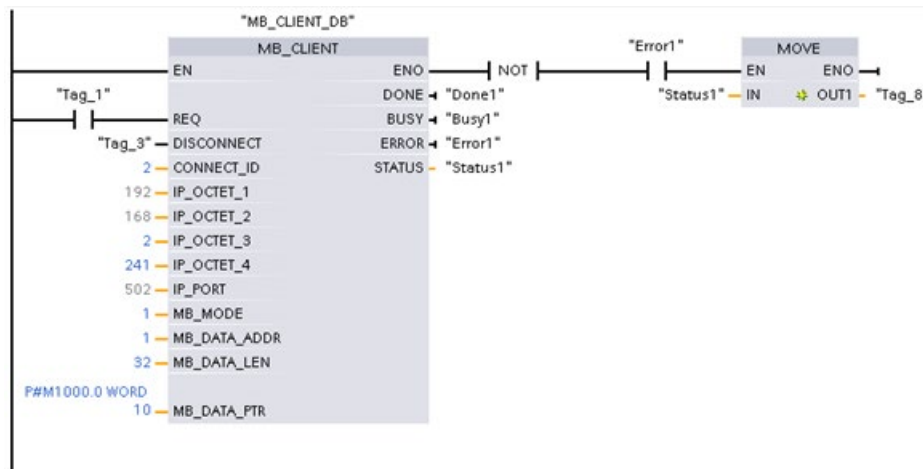 "MB_CLIENT_DB"
MB_CLIENT
EN ENO
NOT
"Error1"
MOVE
EN ENO
"Status1" IN OUT1 "Tag_8
DONE "Done1"
"Tag_1"
REQ BUSY "Busy1"
"Tag_3" DISCONNECT ERROR "Error1"
2 CONNECT_ID STATUS "Status1"
192 IP_OCTET_1
168 IP_OCTET_2
2 IP_OCTET_3
241 IP_OCTET_4
502 IP_PORT
1 MB_MODE
1 MB_DATA_ADDR
32 MB_DATA_LEN
P#M1000.0 WORD
10 MB_DATA_PTR